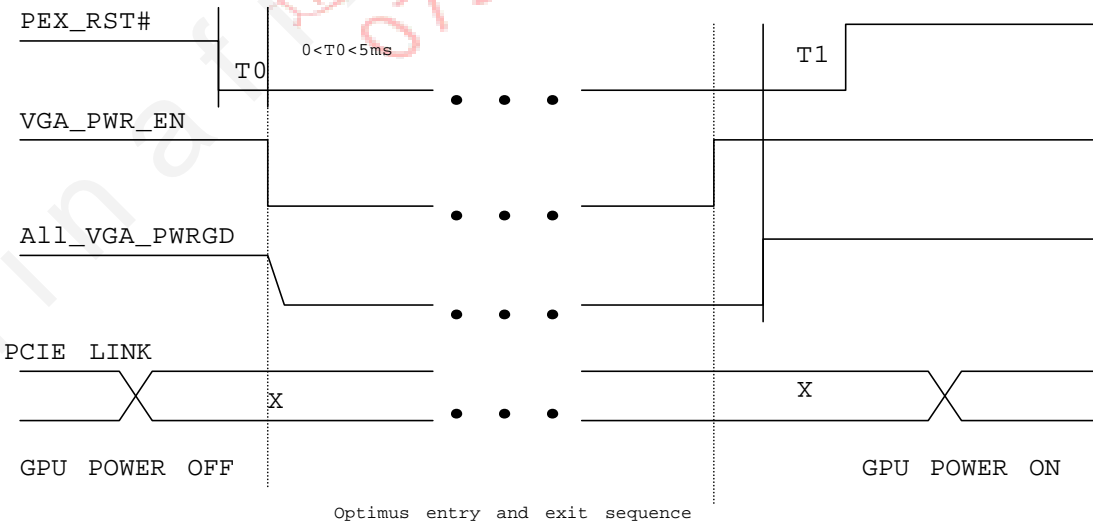 PEX_RST#
T0
0<T0<5ms
T1
VGA_PWR_EN
All_VGA_PWRGD
PCIE LINK
X
X
GPU POWER OFF
GPU POWER ON
Optimus entry and exit sequence